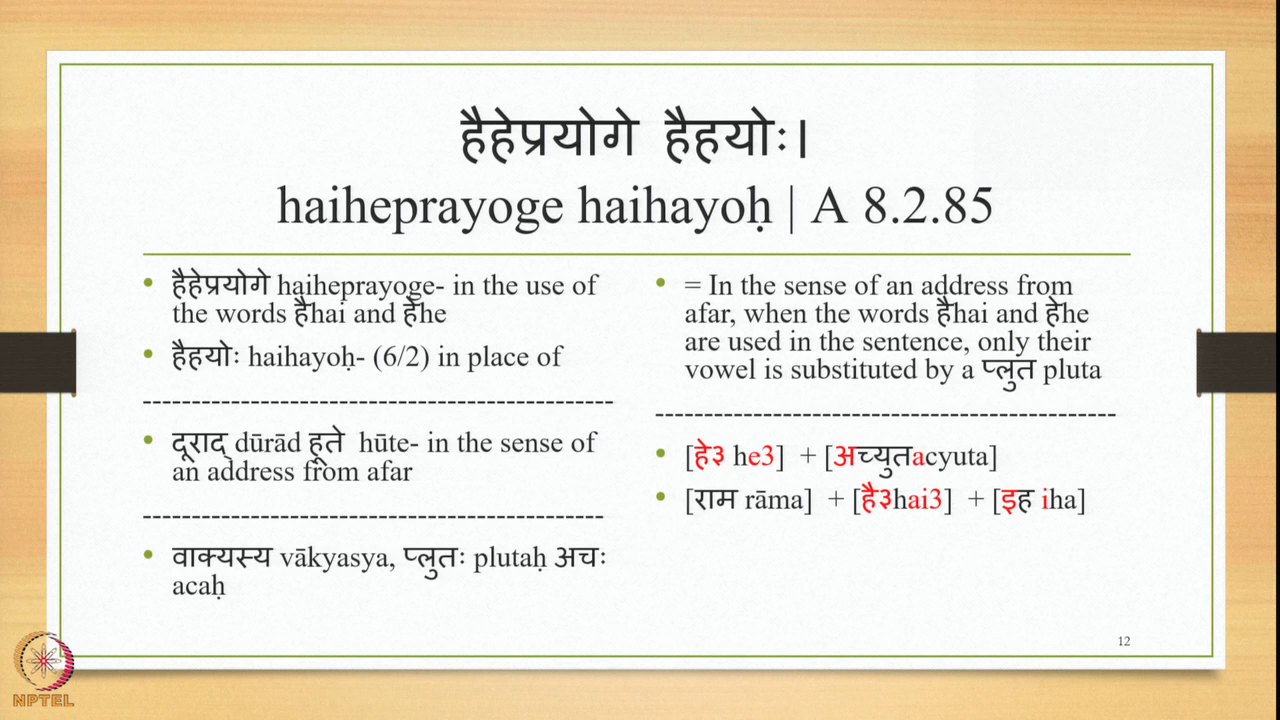 हैहेप्रयोगे हैहयोः।
haiheprayoge haihayoḥ | A 8.2.85
• हैहेप्रयोगे haiheprayoge- in the use of
the words हैhai and हेhe
• हैहयोः haihayoḥ- (6/2) in place of
-----------------------------------------------
• दूराद् dūrād हूते hūte- in the sense of
an address from afar
----------------------------------------------
• वाक्यस्य vākyasya, प्लुतः plutaḥ अचः
acaḥ
• = In the sense of an address from
afar, when the words हैhai and हेhe
are used in the sentence, only their
vowel is substituted by a प्लुत pluta
----------------------------------------------
• [हे३ he3] + [अच्युतacyuta]
• [राम rāma] + [है३hai3] + [इह iha]
12
NPTEL